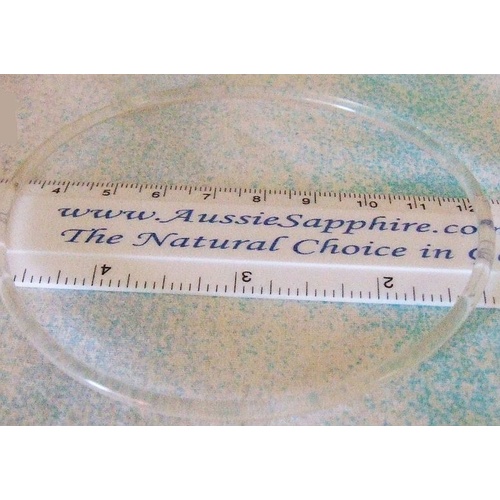 4 5 6 7 8 9 10 11 12
www.AussieSapphire.co
The Natural Choice in
4 3 2